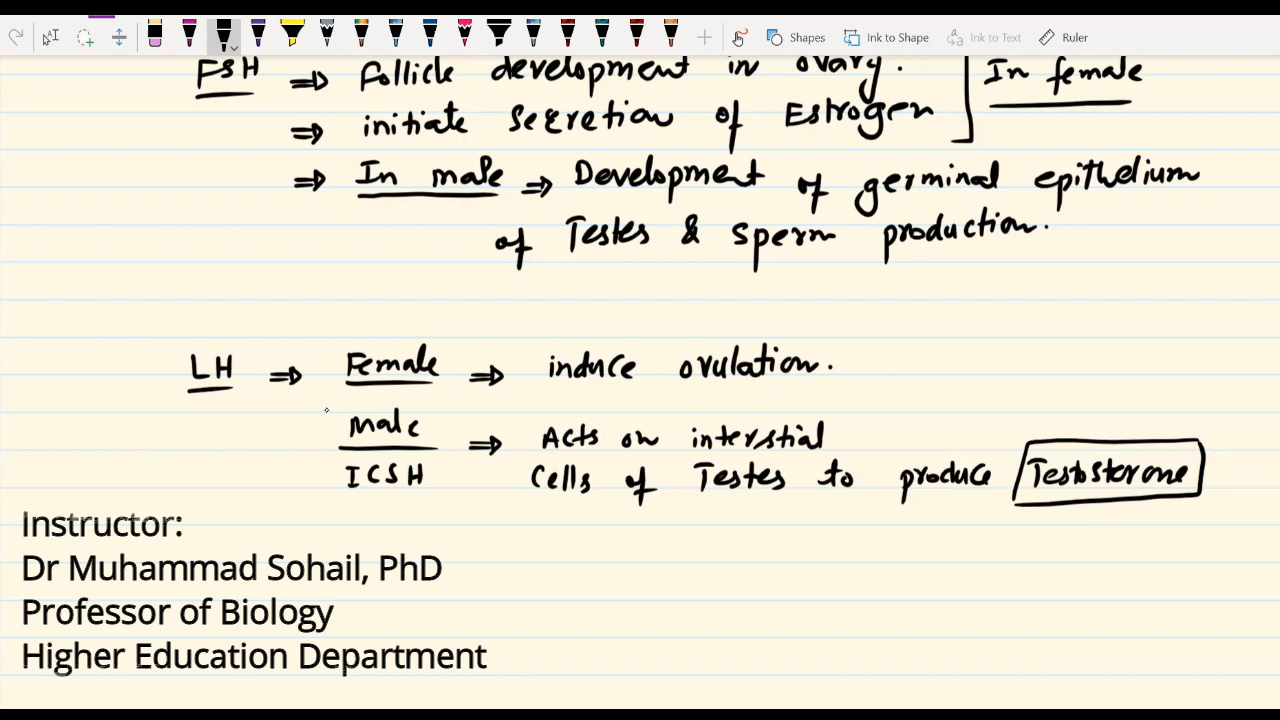 Shapes Ink to Shape Ink to Text Ruler
FSH ⇒ follicle development in ovary. In female
⇒ initiate Secretion of Estrogen
⇒ In male ⇒ Development of germinal epithelium
of Testes & sperm production.
LH ⇒ Female ⇒ induce ovulation.
male ⇒ Acts on interstial
ICSH Cells of Testes to produce Testosterone
Instructor:
Dr Muhammad Sohail, PhD
Professor of Biology
Higher Education Department